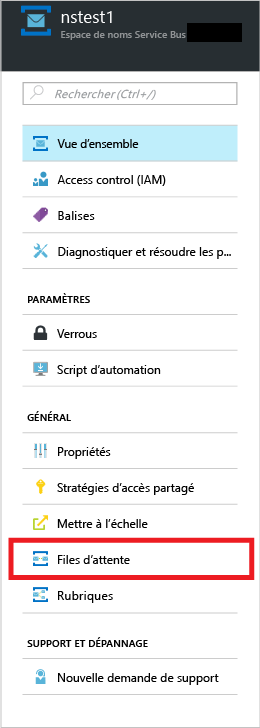 nstest1
Espace de noms Service Bus
Rechercher (Ctrl+/)
Vue d'ensemble
Access control (IAM)
Balises
Diagnostiquer et résoudre les p...
PARAMÈTRES
Verrous
Script d'automation
GÉNÉRAL
Propriétés
Stratégies d'accès partagé
Mettre à l'échelle
Files d'attente
Rubriques
SUPPORT ET DÉPANNAGE
Nouvelle demande de support